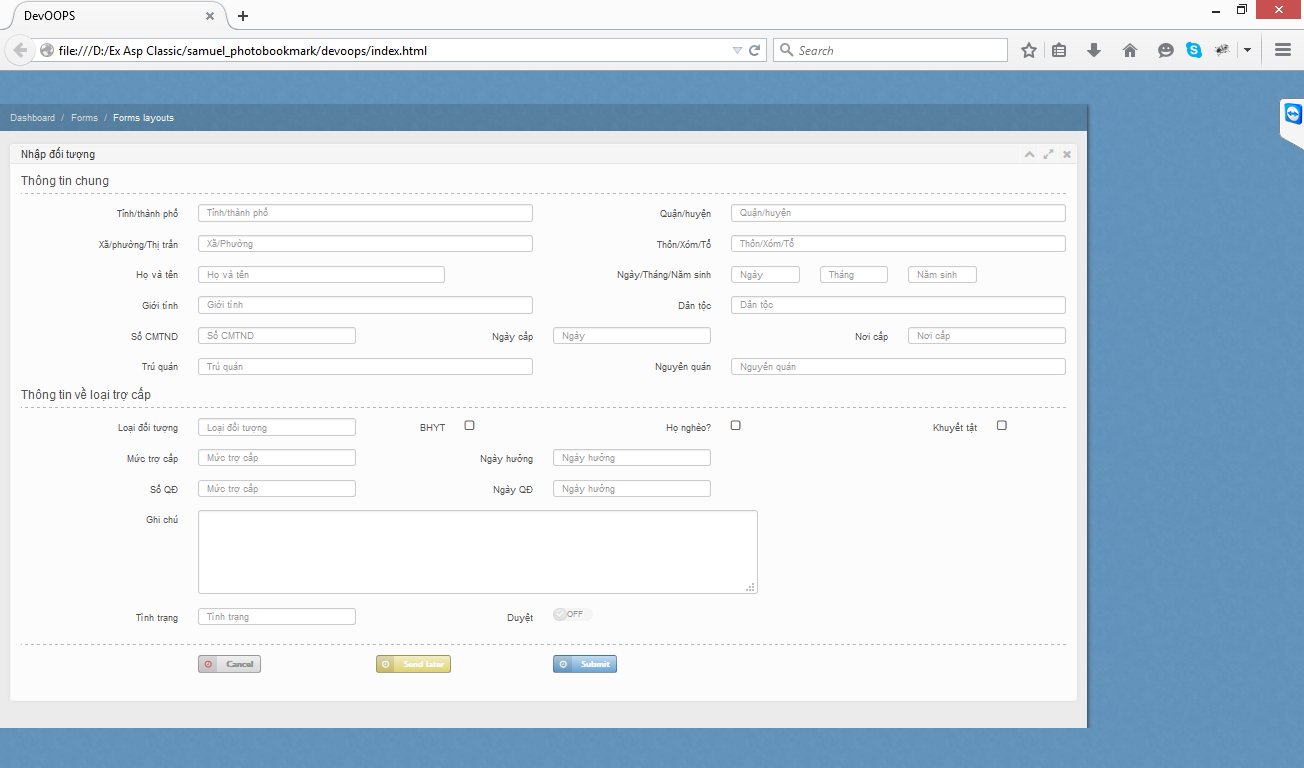 DevOOPS
file:///D:/Ex Asp Classic/samuel_photobookmark/devoops/index.html Search
Dashboard / Forms / Forms layouts
Nhập đối tượng
Thông tin chung
Tỉnh/thành phố Tỉnh/thành phố Quận/huyện Quận/huyện
Xã/phường/Thị trấn Xã/Phường Thôn/Xóm/Tổ Thôn/Xóm/Tổ
Họ và tên Họ và tên Ngày/Tháng/Năm sinh Ngày Tháng Năm sinh
Giới tính Giới tính Dân tộc Dân tộc
Số CMTND Số CMTND Ngày cấp Ngày Nơi cấp Nơi cấp
Trú quán Trú quán Nguyên quán Nguyên quán
Thông tin về loại trợ cấp
Loại đối tượng Loại đối tượng BHYT Họ nghèo? Khuyết tật
Mức trợ cấp Mức trợ cấp Ngày hưởng Ngày hưởng
Số QĐ Mức trợ cấp Ngày QĐ Ngày hưởng
Ghi chú
Tình trạng Tình trạng Duyệt OFF
Cancel Send later Submit